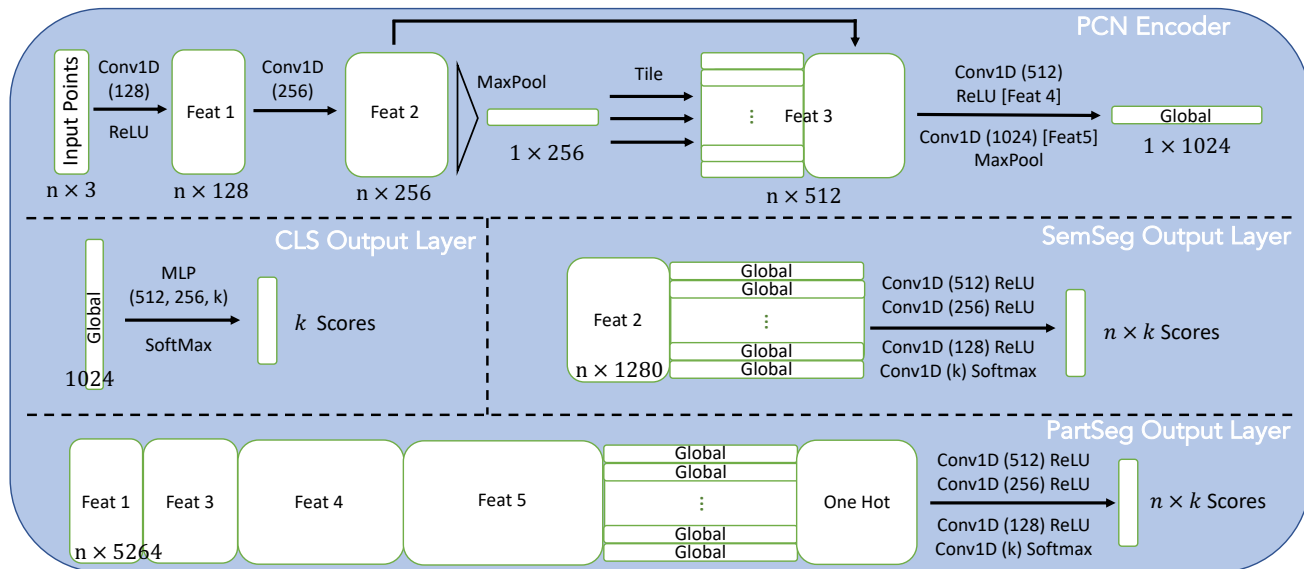 PCN Encoder
Input Points
n × 3
Conv1D
(128)
ReLU
Feat 1
n × 128
Conv1D
(256)
Feat 2
n × 256
MaxPool
1 × 256
Tile
⋮
Feat 3
n × 512
Conv1D (512)
ReLU [Feat 4]
Conv1D (1024) [Feat5]
MaxPool
Global
1 × 1024
CLS Output Layer
Global
1024
MLP
(512, 256, k)
SoftMax
k Scores
SemSeg Output Layer
Feat 2
n × 1280
Global
Global
⋮
Global
Global
Conv1D (512) ReLU
Conv1D (256) ReLU
Conv1D (128) ReLU
Conv1D (k) Softmax
n × k Scores
PartSeg Output Layer
Feat 1
n × 5264
Feat 3
Feat 4
Feat 5
Global
Global
⋮
Global
Global
One Hot
Conv1D (512) ReLU
Conv1D (256) ReLU
Conv1D (128) ReLU
Conv1D (k) Softmax
n × k Scores